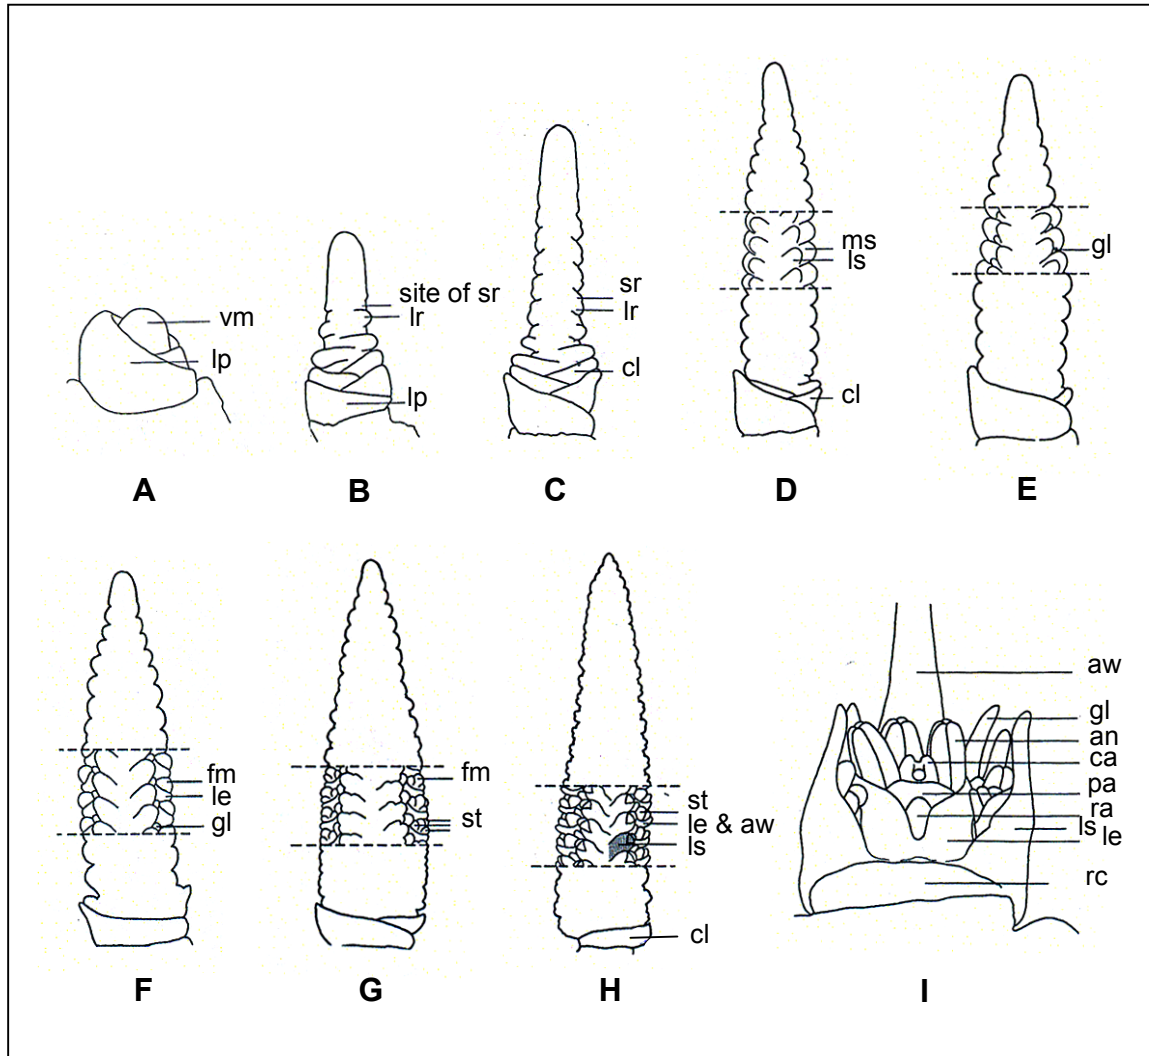 vm
lp
A
site of sr
lr
lp
B
sr
lr
cl
C
ms
ls
cl
D
gl
E
fm
le
gl
F
fm
st
G
st
ra
le & aw
ls
cl
H
aw
gl
an
ca
pa
ra
ls
le
rc
I